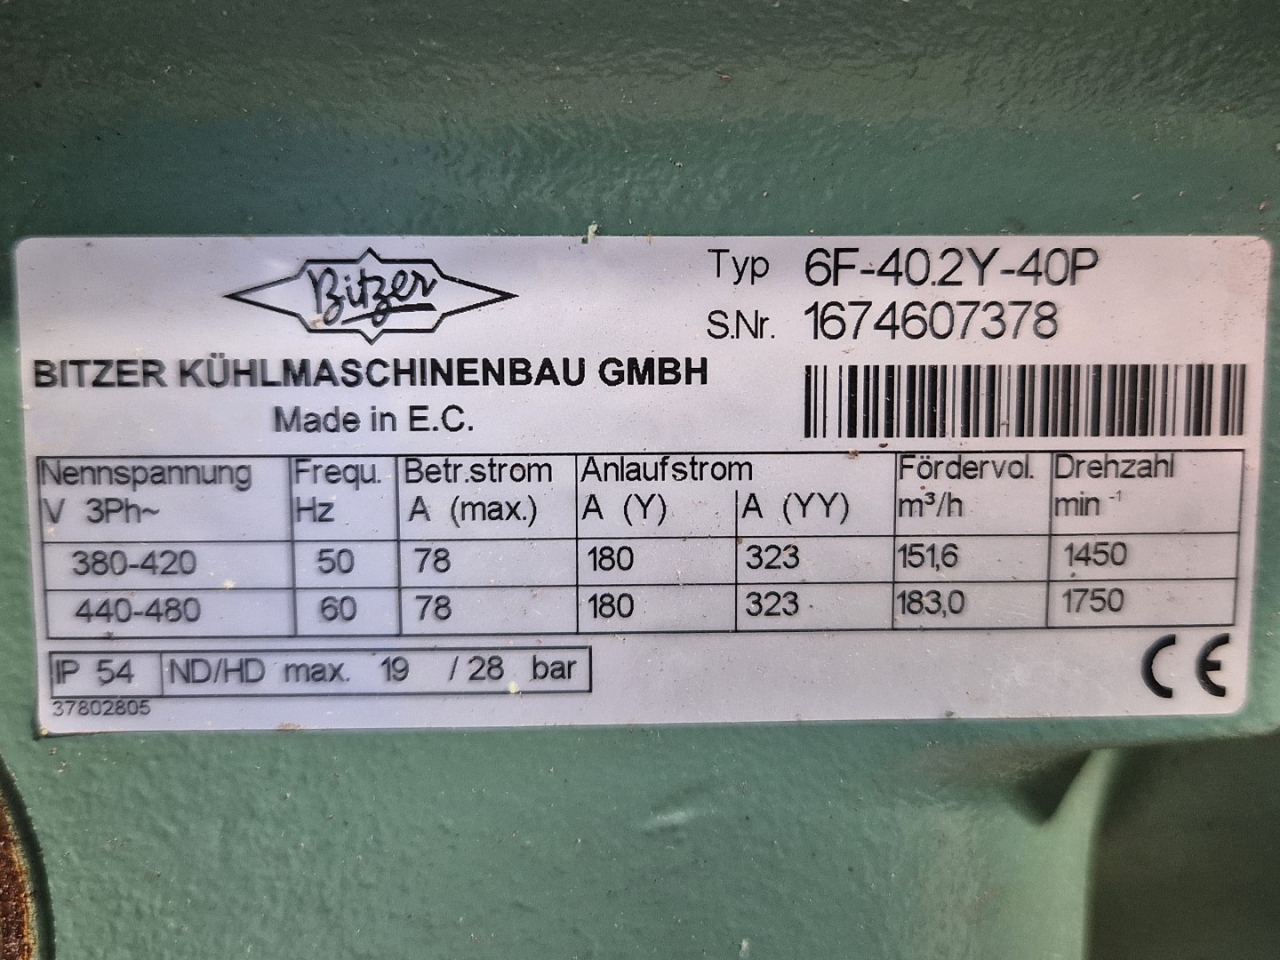 Bitzer
Typ 6F-40.2Y-40P
S.Nr. 1674607378
BITZER KÜHLMASCHINENBAU GMBH
Made in E.C.
Nennspannung Frequ. Betr.strom Anlaufstrom Fördervol. Drehzahl
V 3Ph~ Hz A (max.) A (Y) A (YY) m³/h min⁻¹
380-420 50 78 180 323 151,6 1450
440-480 60 78 180 323 183,0 1750
IP 54 ND/HD max. 19 / 28 bar
CE
37802805